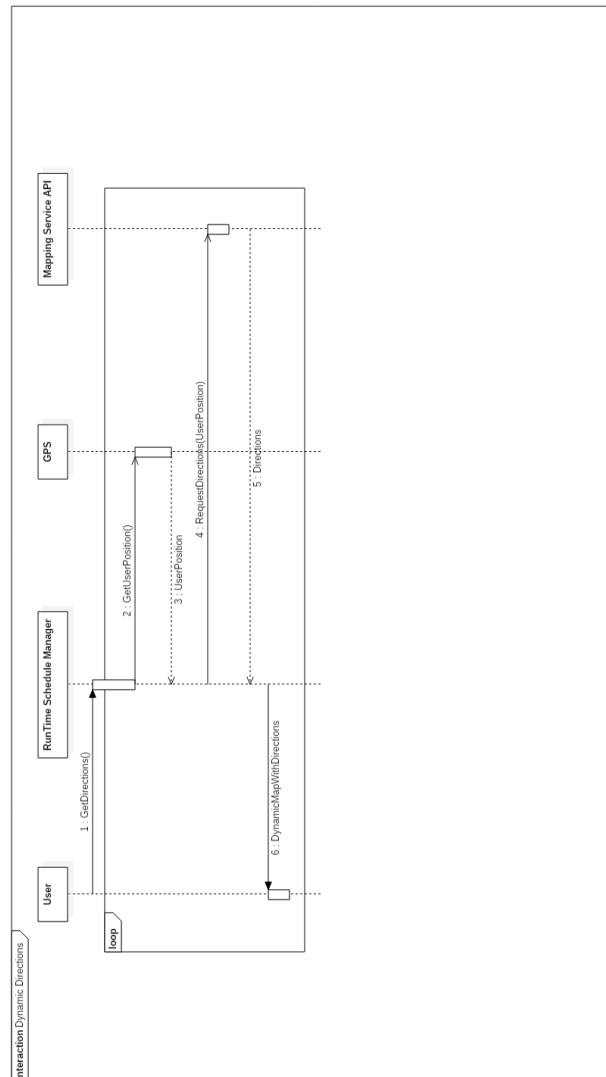 nteraction Dynamic Directions
User
RunTime Schedule Manager
GPS
Mapping Service API
loop
1 : GetDirections()
2 : GetUserPosition()
3 : UserPosition
4 : RequestDirections(UserPosition)
5 : Directions
6 : DynamicMapWithDirections